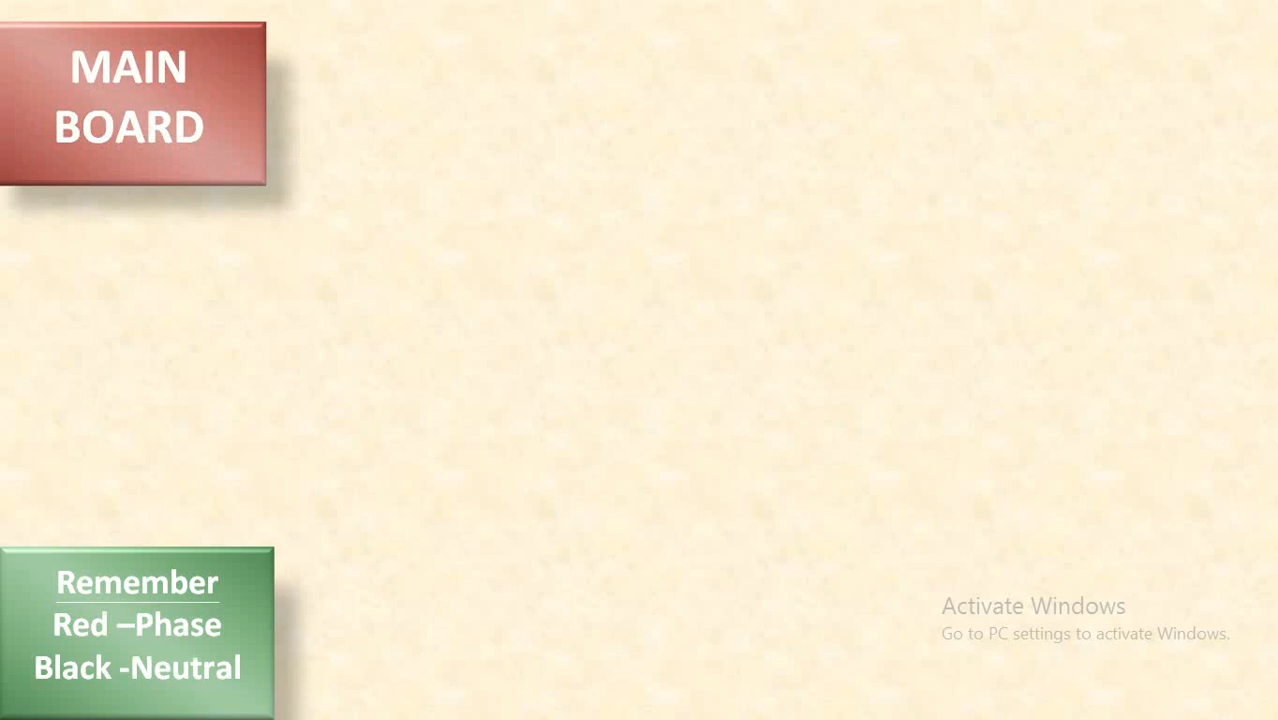 MAIN
BOARD
Remember
Red –Phase
Black -Neutral
Activate Windows
Go to PC settings to activate Windows.